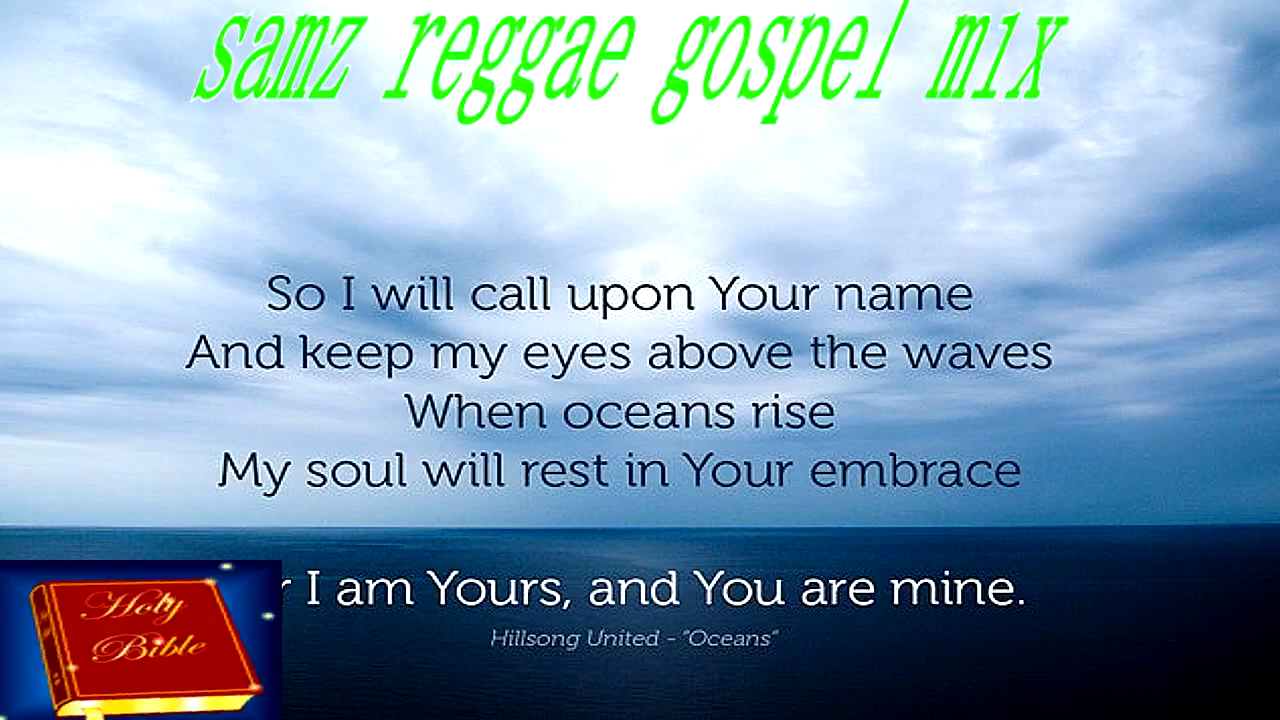 samz reggae gospel mix
So I will call upon Your name
And keep my eyes above the waves
When oceans rise
My soul will rest in Your embrace
r I am Yours, and You are mine.
Hillsong United - "Oceans"
Holy
Bible